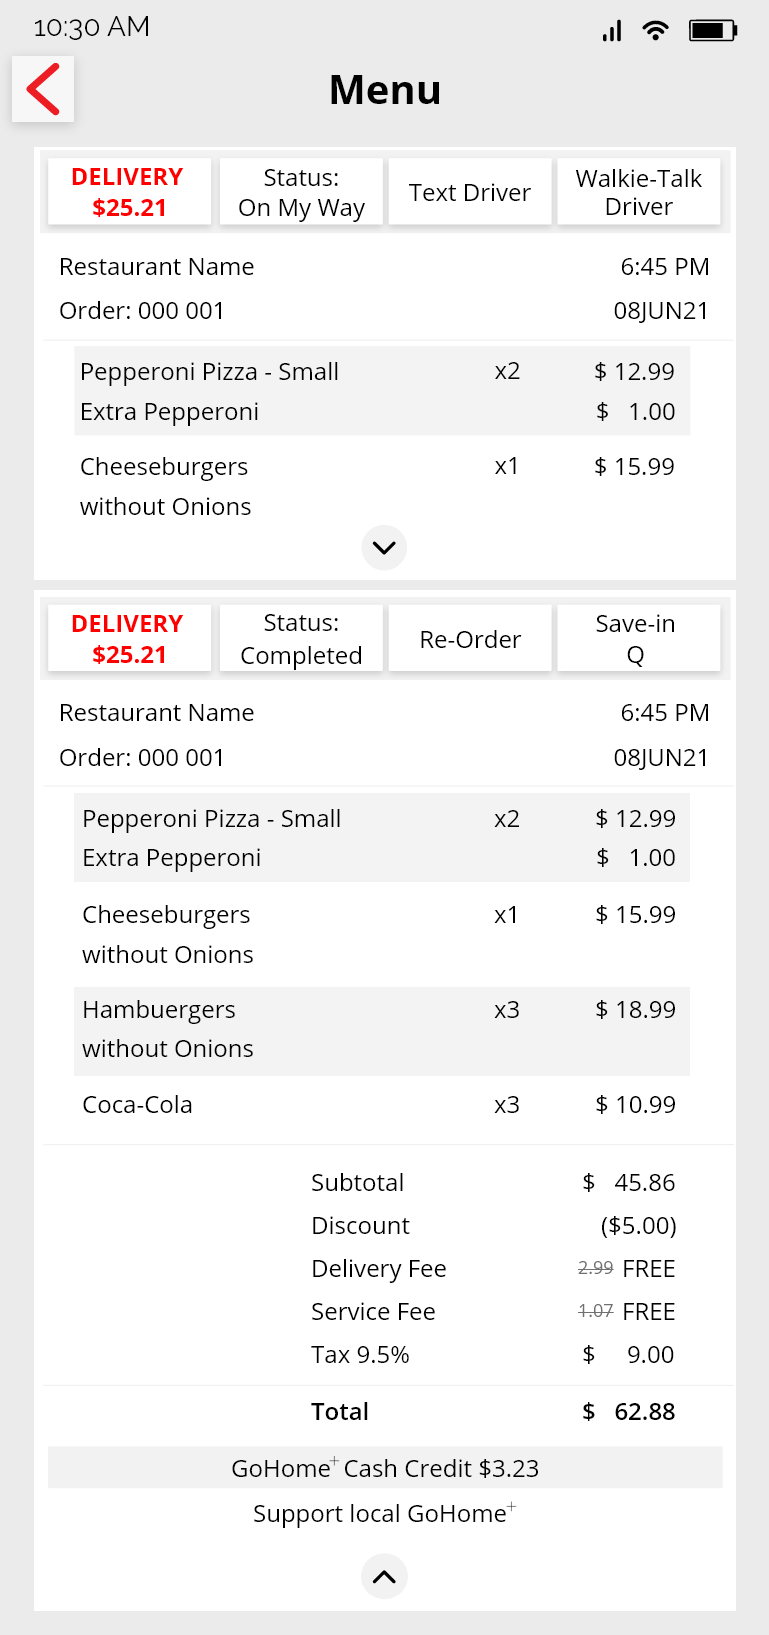 10:30 AM
Menu
DELIVERY
$25.21
Status:
On My Way
Text Driver
Walkie-Talk
Driver
Restaurant Name 6:45 PM
Order: 000 001 08JUN21
Pepperoni Pizza - Small x2 $ 12.99
Extra Pepperoni $ 1.00
Cheeseburgers x1 $ 15.99
without Onions
DELIVERY
$25.21
Status:
Completed
Re-Order
Save-in
Q
Restaurant Name 6:45 PM
Order: 000 001 08JUN21
Pepperoni Pizza - Small x2 $ 12.99
Extra Pepperoni $ 1.00
Cheeseburgers x1 $ 15.99
without Onions
Hambuergers x3 $ 18.99
without Onions
Coca-Cola x3 $ 10.99
Subtotal $ 45.86
Discount ($5.00)
Delivery Fee 2.99 FREE
Service Fee 1.07 FREE
Tax 9.5% $ 9.00
Total $ 62.88
GoHome+ Cash Credit $3.23
Support local GoHome+